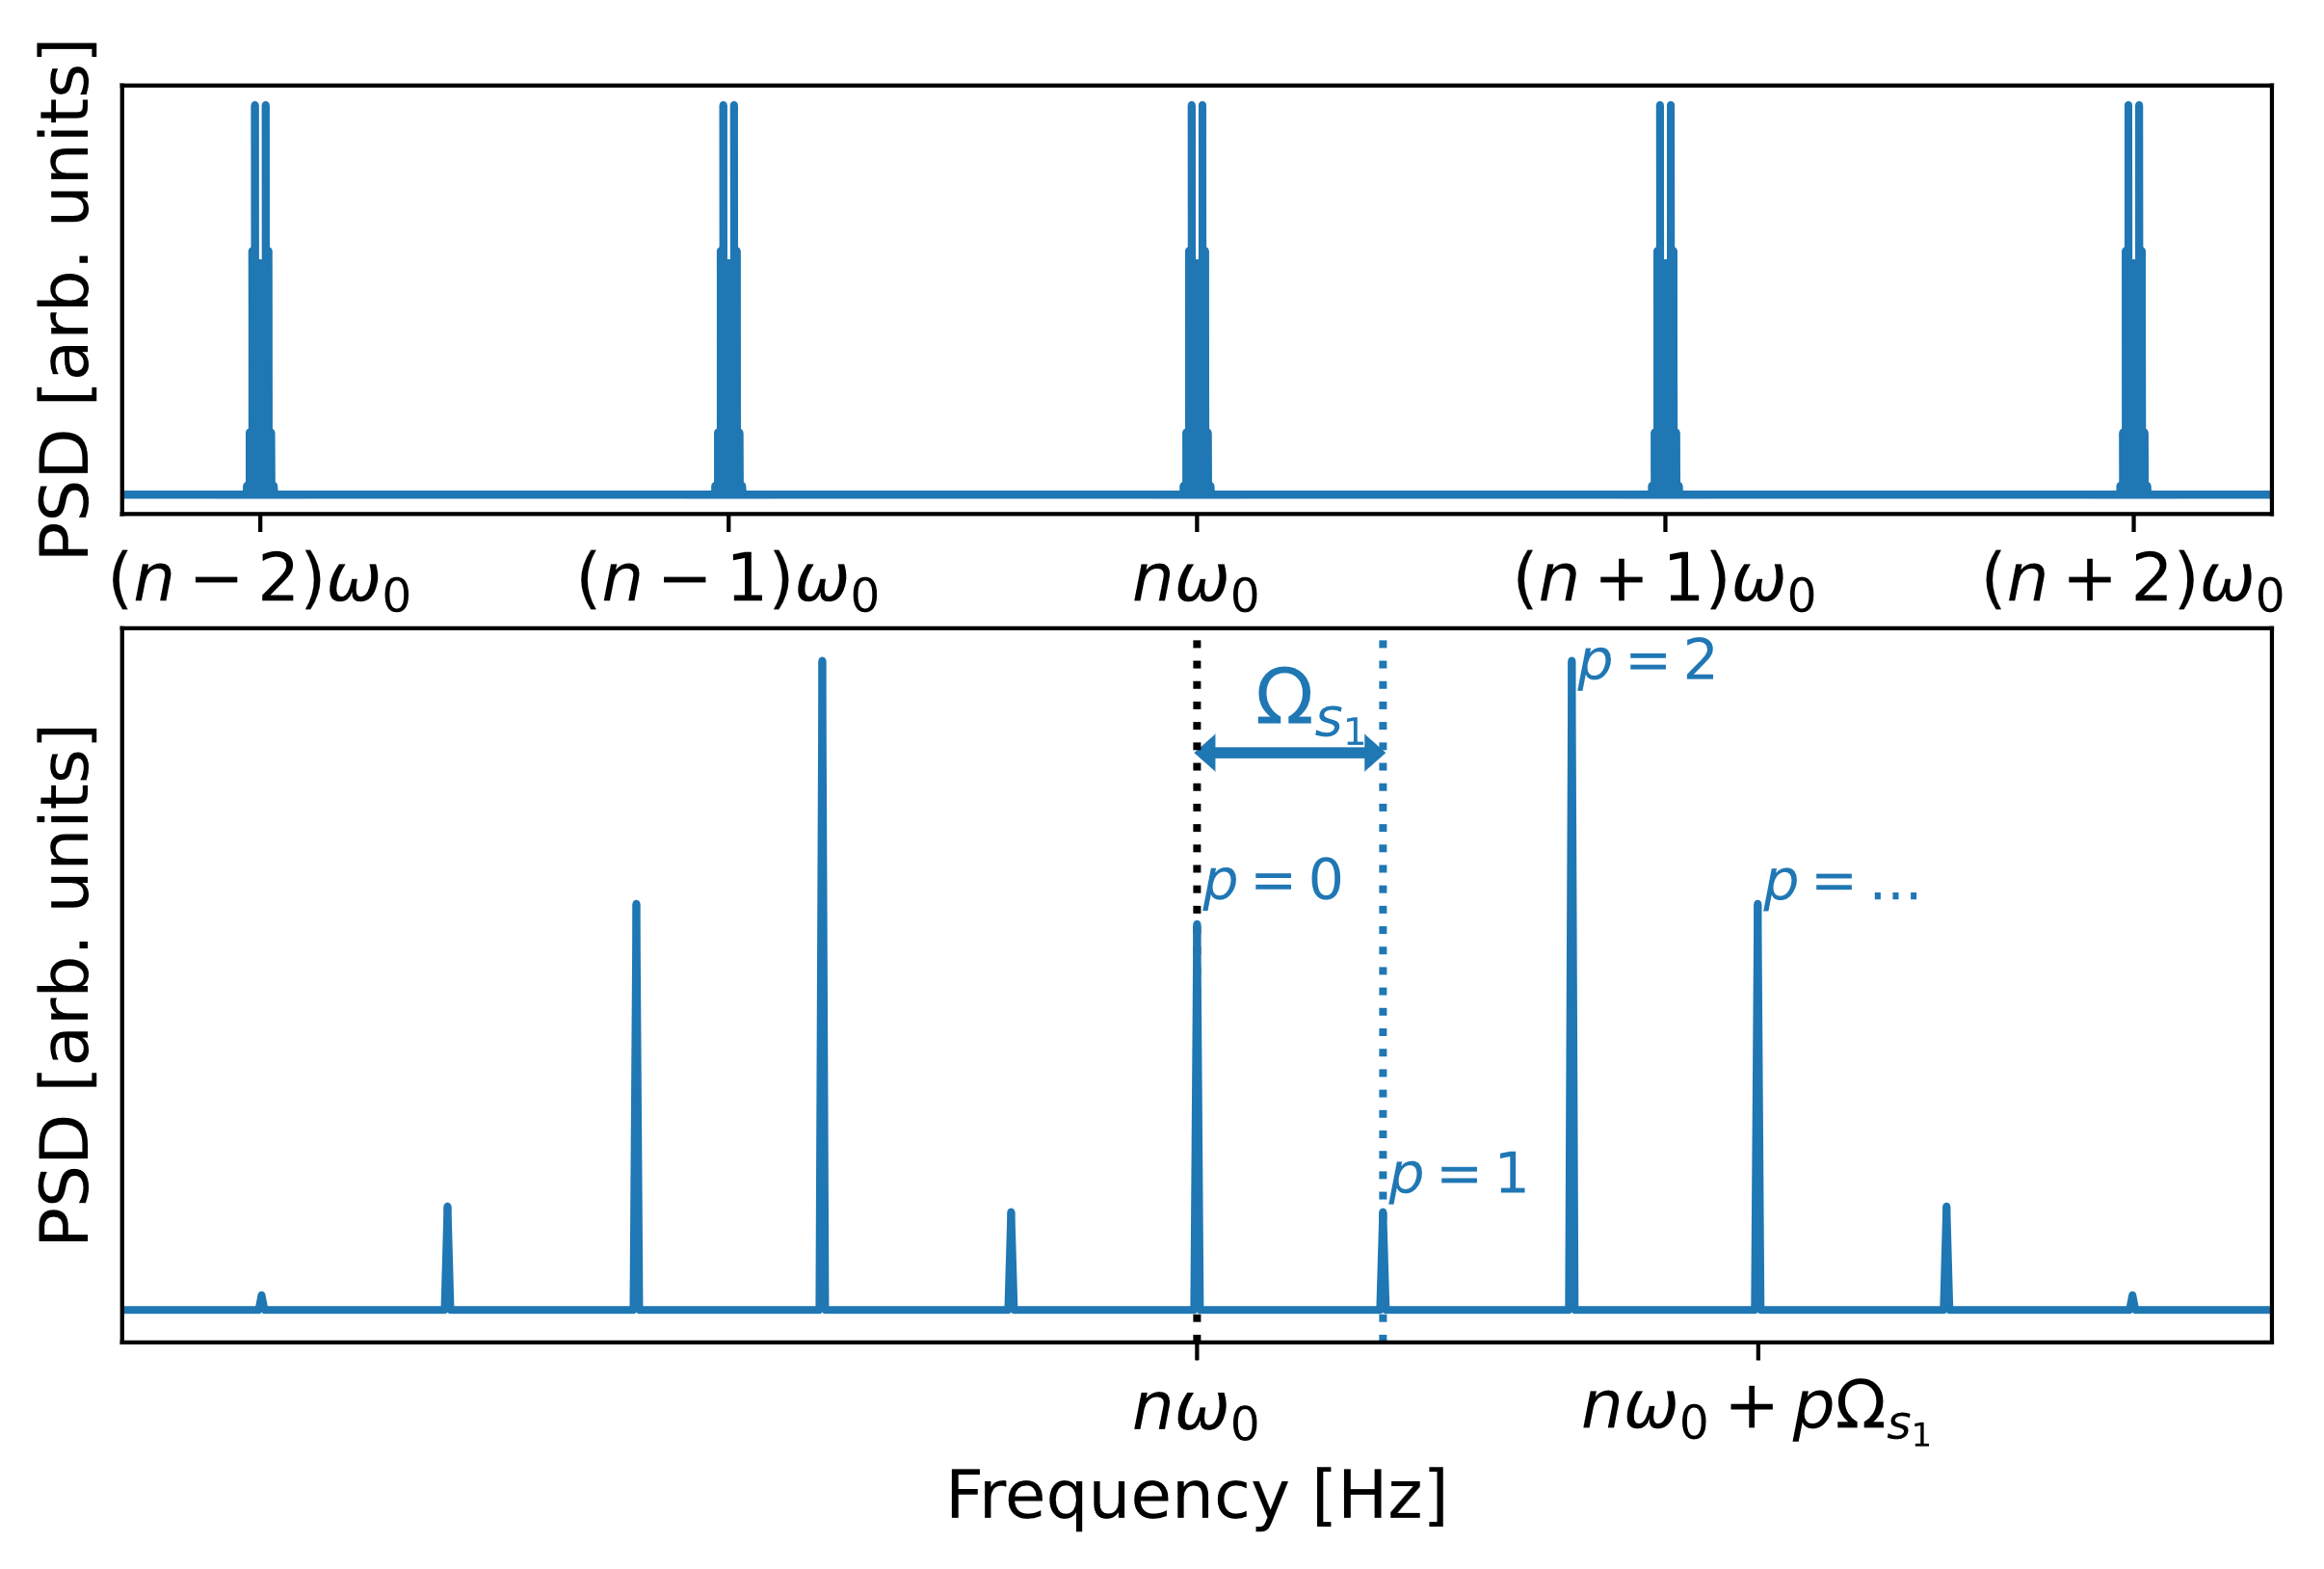 PSD [arb. units]
(n − 2)ω₀
(n − 1)ω₀
nω₀
(n + 1)ω₀
(n + 2)ω₀
PSD [arb. units]
Ωₛ₁
p = 2
p = 0
p = ...
p = 1
nω₀
nω₀ + pΩₛ₁
Frequency [Hz]